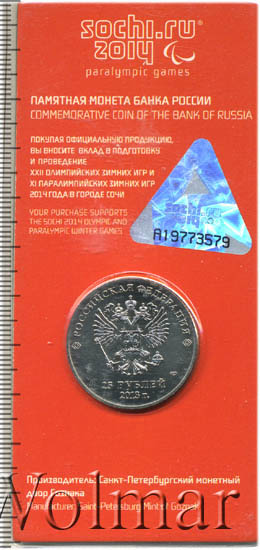 sochi.ru
2014
paralympic games
ПАМЯТНАЯ МОНЕТА БАНКА РОССИИ
COMMEMORATIVE COIN OF THE BANK OF RUSSIA
ПОКУПАЯ ОФИЦИАЛЬНУЮ ПРОДУКЦИЮ,
ВЫ ВНОСИТЕ ВКЛАД В ПОДГОТОВКУ
И ПРОВЕДЕНИЕ
XXII ОЛИМПИЙСКИХ ЗИМНИХ ИГР И
XI ПАРАЛИМПИЙСКИХ ЗИМНИХ ИГР
2014 ГОДА В ГОРОДЕ СОЧИ
YOUR PURCHASE SUPPORTS
THE SOCHI 2014 OLYMPIC AND
PARALYMPIC WINTER GAMES
sochi.ru
2014
A19773579
РОССИЙСКАЯ ФЕДЕРАЦИЯ
25 РУБЛЕЙ
2013 г.
Производитель: Санкт-Петербургский монетный
двор Гознака
Manufacturer: Saint-Petersburg Mint of Goznak
Volmar